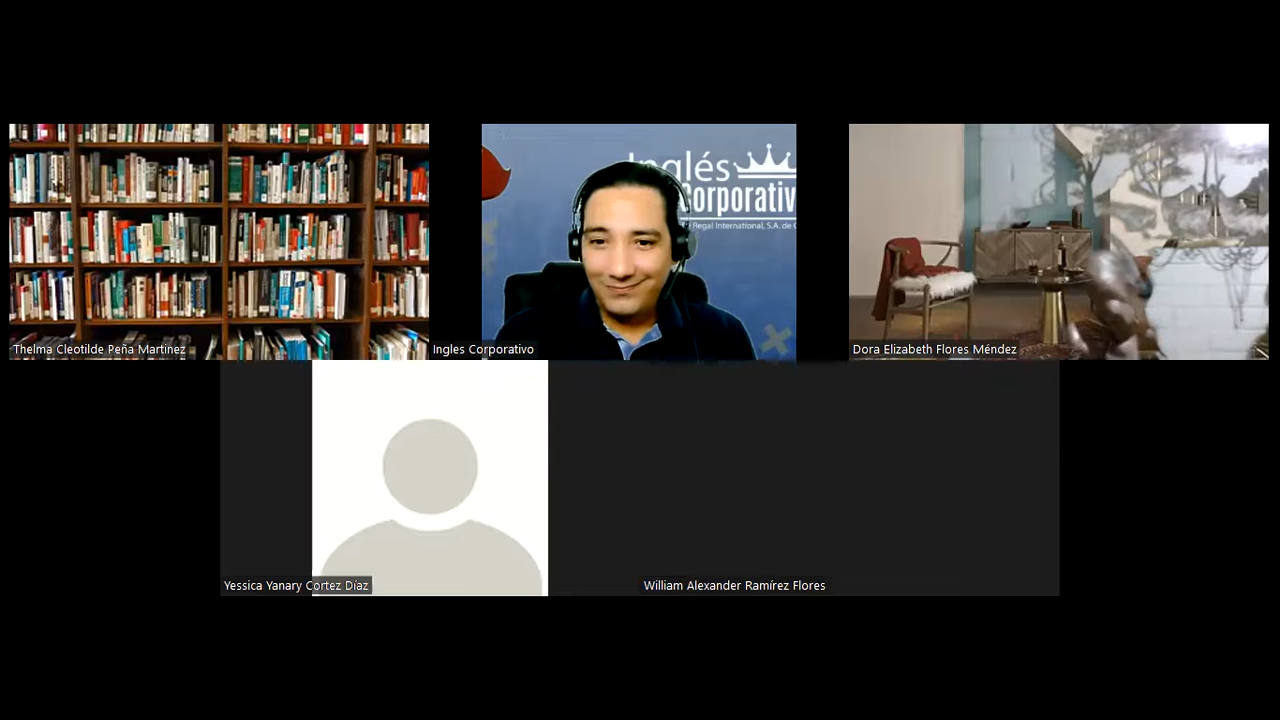 Inglés
Corporativ
Regal International, S.A. de
Thelma Cleotilde Peña Martinez
Ingles Corporativo
Dora Elizabeth Flores Méndez
Yessica Yanary Cortez Díaz
William Alexander Ramírez Flores